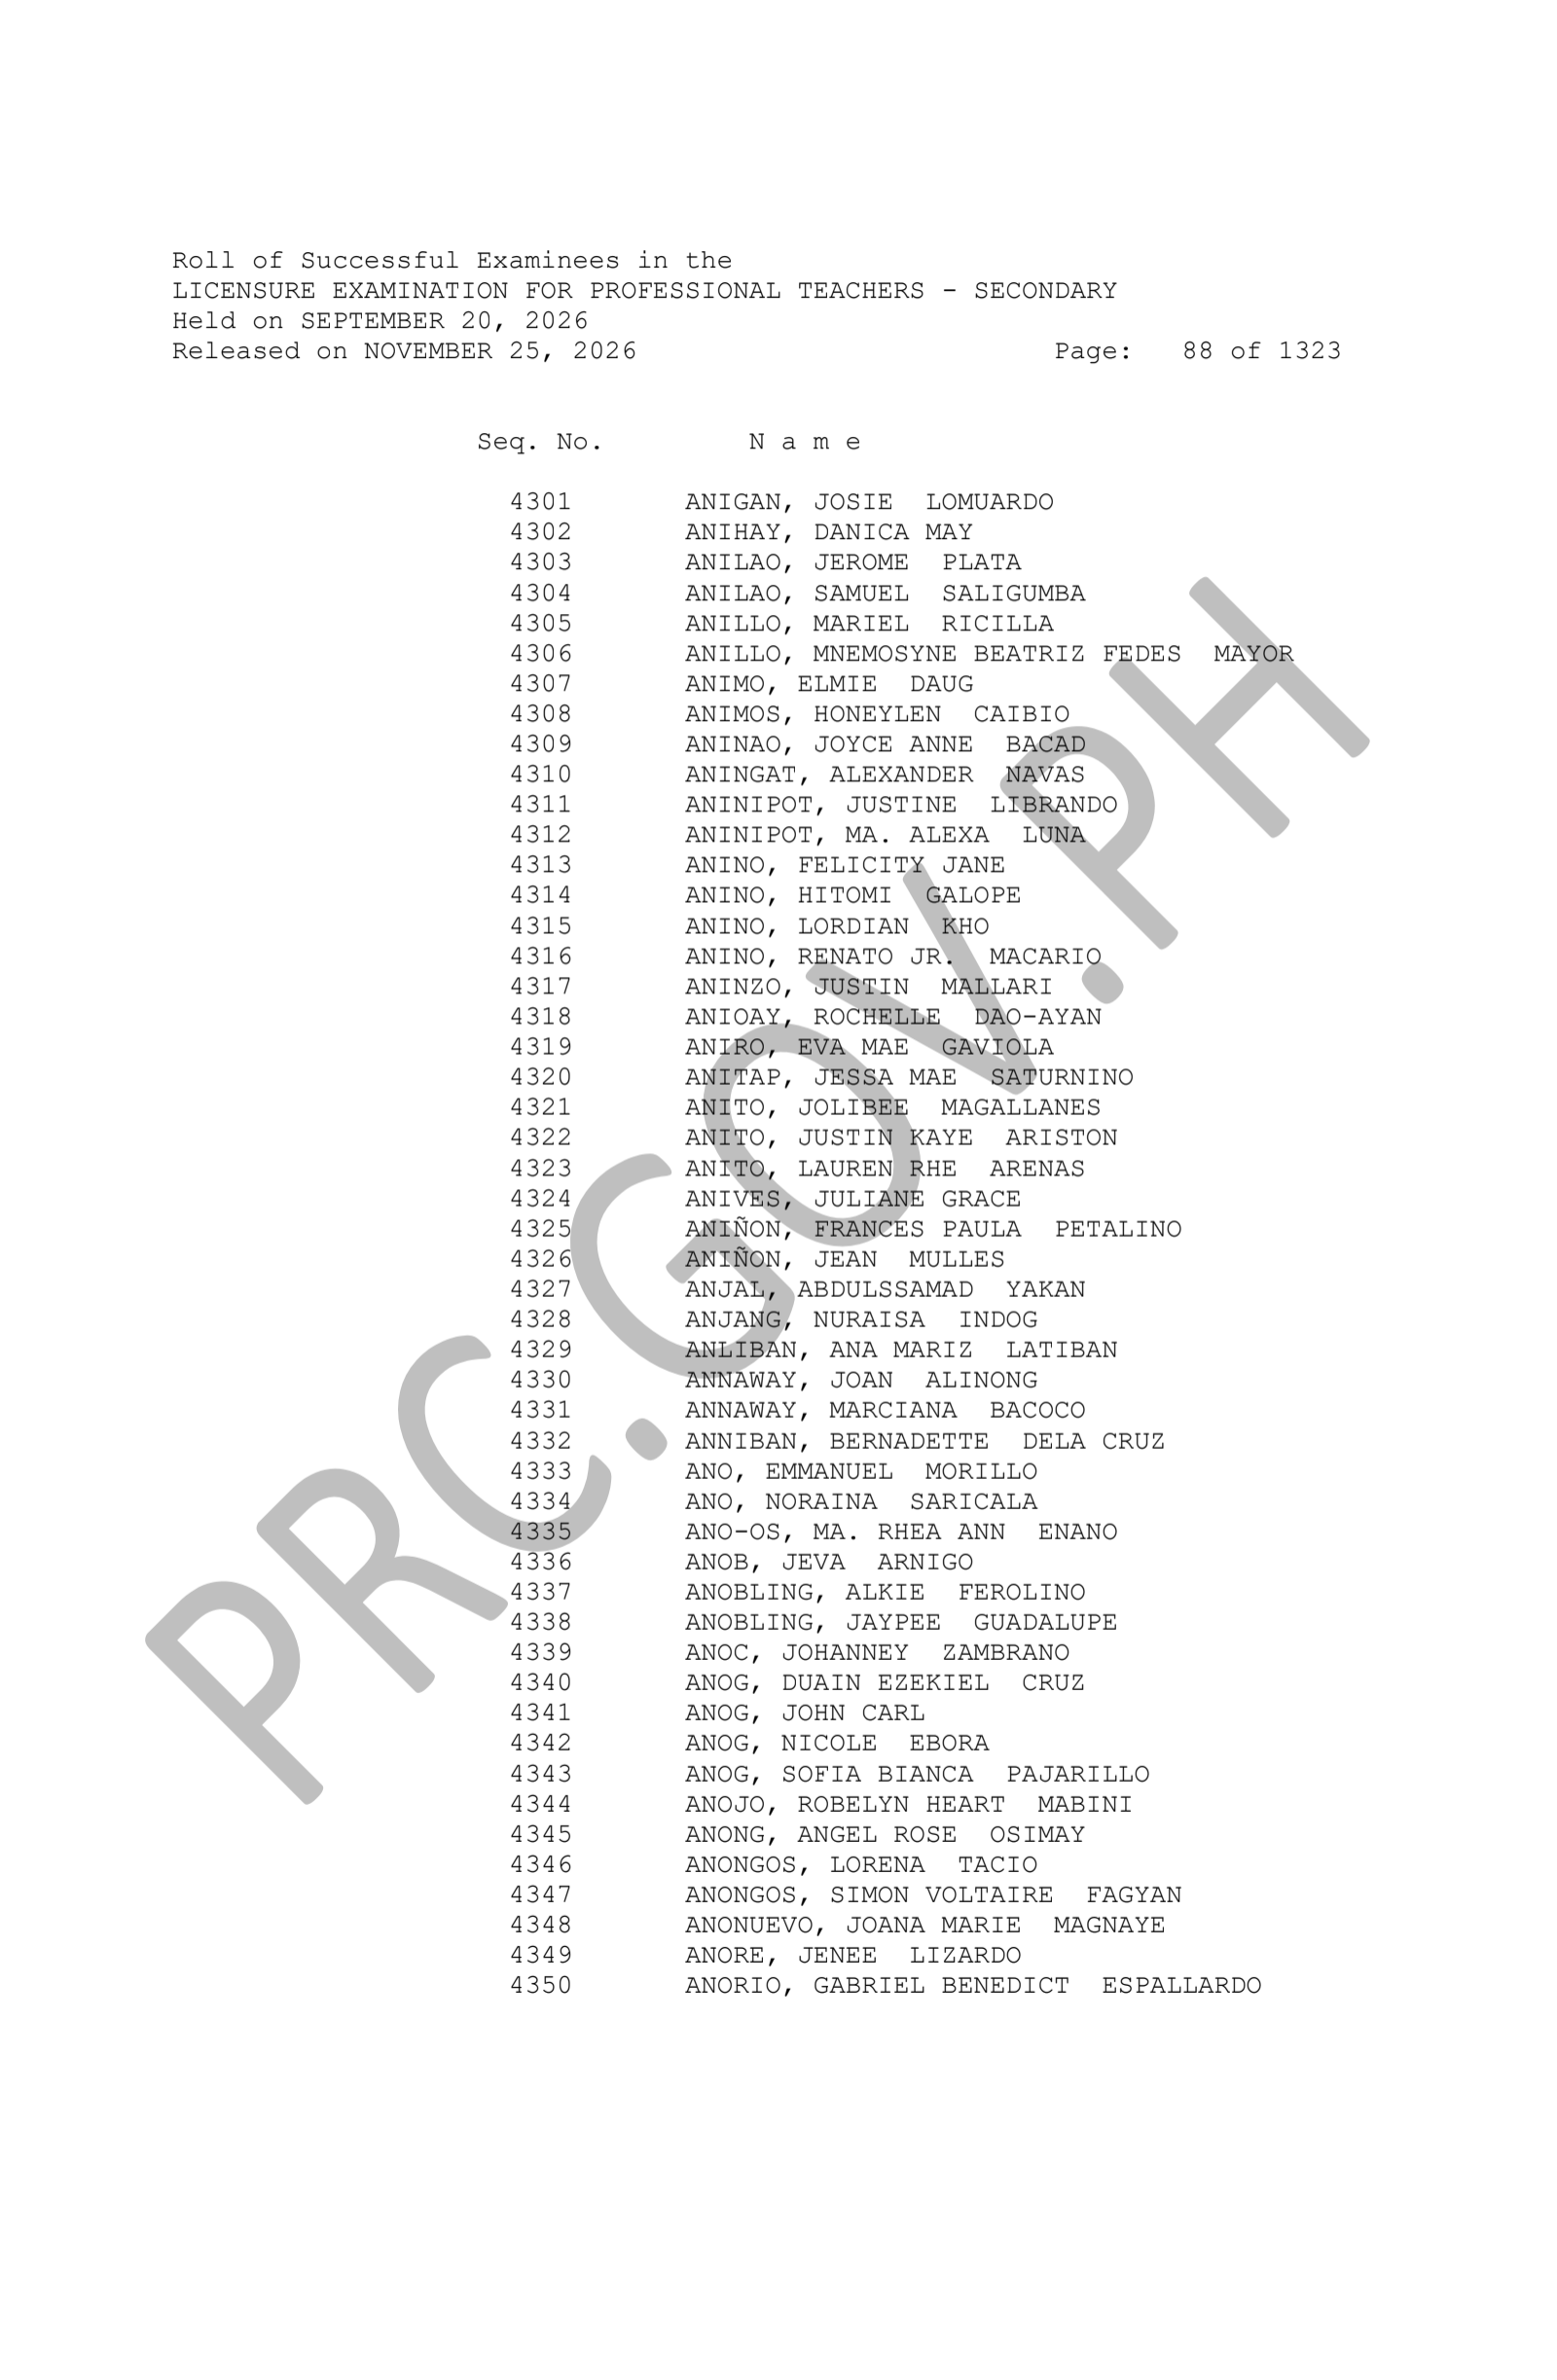 Roll of Successful Examinees in the
LICENSURE EXAMINATION FOR PROFESSIONAL TEACHERS - SECONDARY
Held on SEPTEMBER 20, 2026
Released on NOVEMBER 25, 2026 Page: 88 of 1323
Seq. No. N a m e
4301 ANIGAN, JOSIE LOMUARDO
4302 ANIHAY, DANICA MAY
4303 ANILAO, JEROME PLATA
4304 ANILAO, SAMUEL SALIGUMBA
4305 ANILLO, MARIEL RICILLA
4306 ANILLO, MNEMOSYNE BEATRIZ FEDES MAYOR
4307 ANIMO, ELMIE DAUG
4308 ANIMOS, HONEYLEN CAIBIO
4309 ANINAO, JOYCE ANNE BACAD
4310 ANINGAT, ALEXANDER NAVAS
4311 ANINIPOT, JUSTINE LIBRANDO
4312 ANINIPOT, MA. ALEXA LUNA
4313 ANINO, FELICITY JANE
4314 ANINO, HITOMI GALOPE
4315 ANINO, LORDIAN KHO
4316 ANINO, RENATO JR. MACARIO
4317 ANINZO, JUSTIN MALLARI
4318 ANIOAY, ROCHELLE DAO-AYAN
4319 ANIRO, EVA MAE GAVIOLA
4320 ANITAP, JESSA MAE SATURNINO
4321 ANITO, JOLIBEE MAGALLANES
4322 ANITO, JUSTIN KAYE ARISTON
4323 ANITO, LAUREN RHE ARENAS
4324 ANIVES, JULIANE GRACE
4325 ANIÑON, FRANCES PAULA PETALINO
4326 ANIÑON, JEAN MULLES
4327 ANJAL, ABDULSSAMAD YAKAN
4328 ANJANG, NURAISA INDOG
4329 ANLIBAN, ANA MARIZ LATIBAN
4330 ANNAWAY, JOAN ALINONG
4331 ANNAWAY, MARCIANA BACOCO
4332 ANNIBAN, BERNADETTE DELA CRUZ
4333 ANO, EMMANUEL MORILLO
4334 ANO, NORAINA SARICALA
4335 ANO-OS, MA. RHEA ANN ENANO
4336 ANOB, JEVA ARNIGO
4337 ANOBLING, ALKIE FEROLINO
4338 ANOBLING, JAYPEE GUADALUPE
4339 ANOC, JOHANNEY ZAMBRANO
4340 ANOG, DUAIN EZEKIEL CRUZ
4341 ANOG, JOHN CARL
4342 ANOG, NICOLE EBORA
4343 ANOG, SOFIA BIANCA PAJARILLO
4344 ANOJO, ROBELYN HEART MABINI
4345 ANONG, ANGEL ROSE OSIMAY
4346 ANONGOS, LORENA TACIO
4347 ANONGOS, SIMON VOLTAIRE FAGYAN
4348 ANONUEVO, JOANA MARIE MAGNAYE
4349 ANORE, JENEE LIZARDO
4350 ANORIO, GABRIEL BENEDICT ESPALLARDO
PRC.GOV.PH